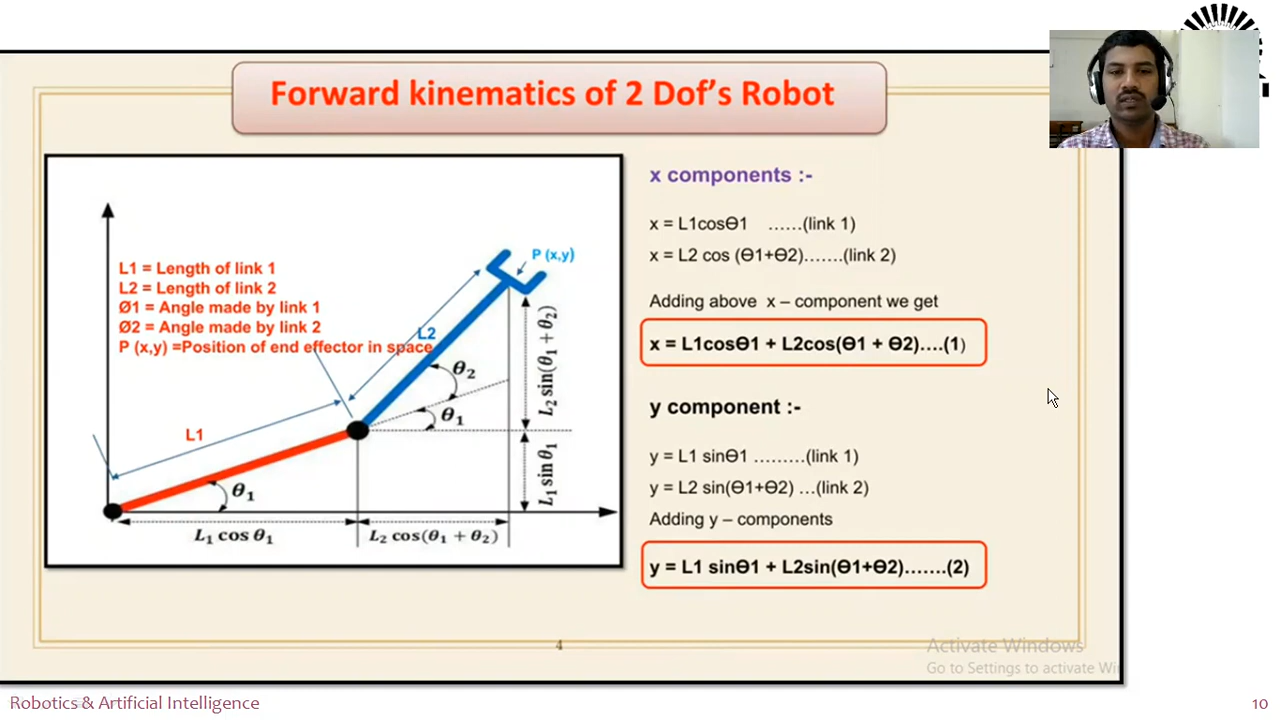 Forward kinematics of 2 Dof's Robot
L1 = Length of link 1
L2 = Length of link 2
Ø1 = Angle made by link 1
Ø2 = Angle made by link 2
P (x,y) =Position of end effector in space
P (x,y)
L2
θ₂
θ₁
L1
θ₁
L₂ sin(θ₁ + θ₂)
L₁ sin θ₁
L₁ cos θ₁
L₂ cos(θ₁ + θ₂)
x components :-
x = L1cosϴ1 ……(link 1)
x = L2 cos (ϴ1+ϴ2)…….(link 2)
Adding above x – component we get
x = L1cosϴ1 + L2cos(ϴ1 + ϴ2)….(1)
y component :-
y = L1 sinϴ1 ………(link 1)
y = L2 sin(ϴ1+ϴ2) …(link 2)
Adding y – components
y = L1 sinϴ1 + L2sin(ϴ1+ϴ2)…….(2)
4
Activate Windows
Go to Settings to activate Wi
Robotics & Artificial Intelligence
10